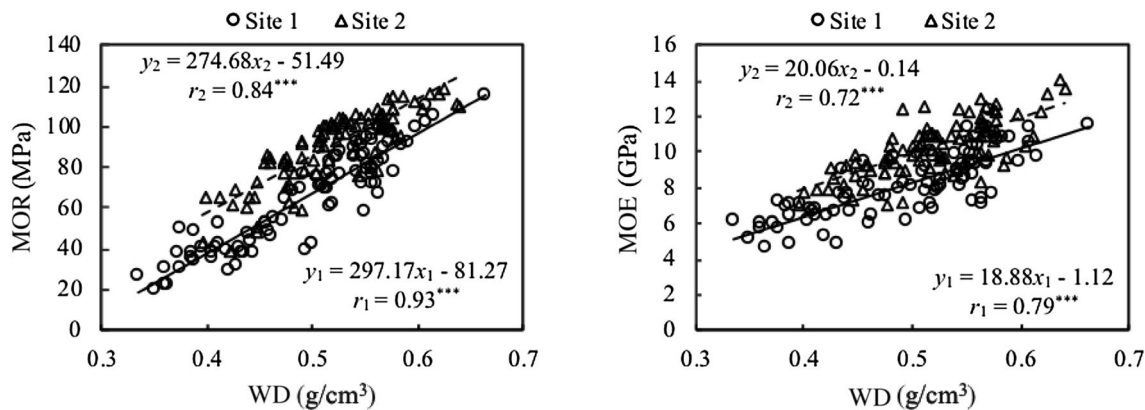 ○ Site 1 △ Site 2
140
120
100
80
60
40
20
0
MOR (MPa)
y₂ = 274.68x₂ - 51.49
r₂ = 0.84***
y₁ = 297.17x₁ - 81.27
r₁ = 0.93***
0.3 0.4 0.5 0.6 0.7
WD (g/cm³)
○ Site 1 △ Site 2
16
14
12
10
8
6
4
2
0
MOE (GPa)
y₂ = 20.06x₂ - 0.14
r₂ = 0.72***
y₁ = 18.88x₁ - 1.12
r₁ = 0.79***
0.3 0.4 0.5 0.6 0.7
WD (g/cm³)